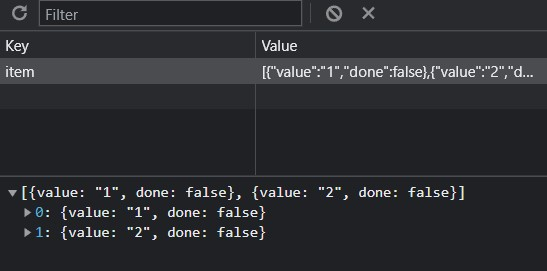 Filter
Key Value
item [{"value":"1","done":false},{"value":"2","d...
[{value: "1", done: false}, {value: "2", done: false}]
0: {value: "1", done: false}
1: {value: "2", done: false}